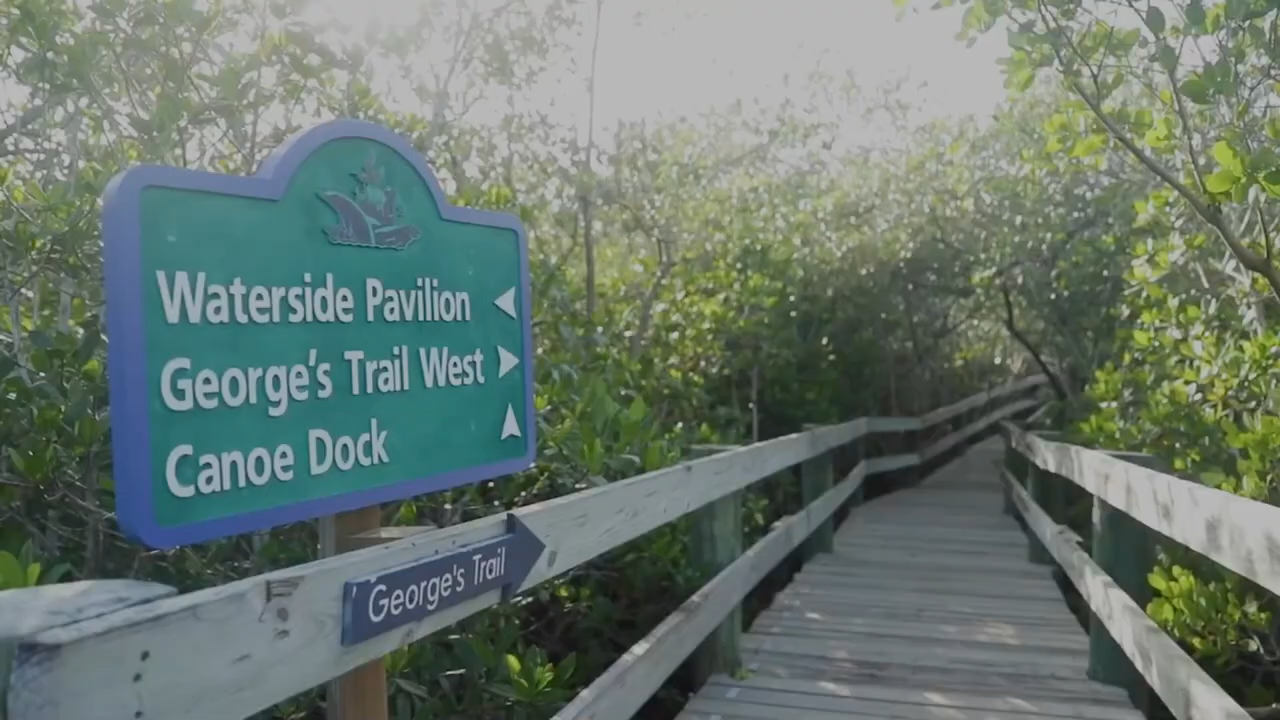 Waterside Pavilion
George's Trail West
Canoe Dock
George's Trail